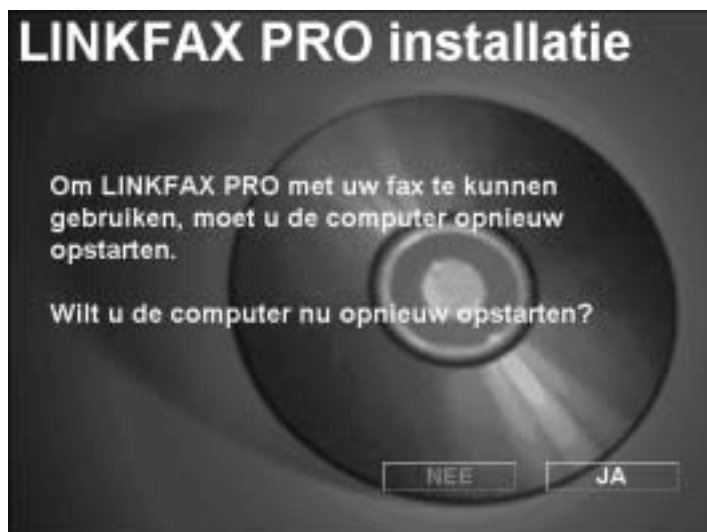 LINKFAX PRO installatie
Om LINKFAX PRO met uw fax te kunnen
gebruiken, moet u de computer opnieuw
opstarten.
Wilt u de computer nu opnieuw opstarten?
NEE
JA